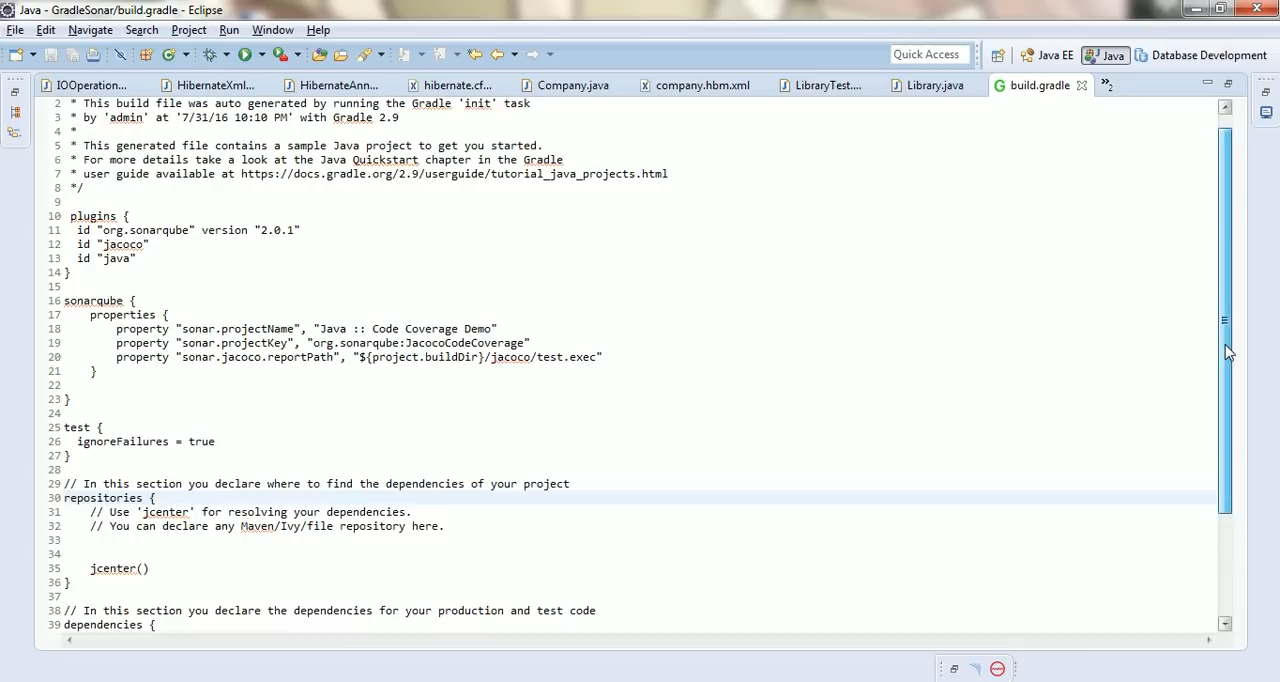 Java - GradleSonar/build.gradle - Eclipse
File Edit Navigate Search Project Run Window Help
Quick Access Java EE Java Database Development
IOOperation... HibernateXml... HibernateAnn... hibernate.cf... Company.java company.hbm.xml LibraryTest.... Library.java build.gradle »2
2 * This build file was auto generated by running the Gradle 'init' task
3 * by 'admin' at '7/31/16 10:10 PM' with Gradle 2.9
4 *
5 * This generated file contains a sample Java project to get you started.
6 * For more details take a look at the Java Quickstart chapter in the Gradle
7 * user guide available at https://docs.gradle.org/2.9/userguide/tutorial_java_projects.html
8 */
9
10 plugins {
11 id "org.sonarqube" version "2.0.1"
12 id "jacoco"
13 id "java"
14 }
15
16 sonarqube {
17 properties {
18 property "sonar.projectName", "Java :: Code Coverage Demo"
19 property "sonar.projectKey", "org.sonarqube:JacocoCodeCoverage"
20 property "sonar.jacoco.reportPath", "${project.buildDir}/jacoco/test.exec"
21 }
22
23 }
24
25 test {
26 ignoreFailures = true
27 }
28
29 // In this section you declare where to find the dependencies of your project
30 repositories {
31 // Use 'jcenter' for resolving your dependencies.
32 // You can declare any Maven/Ivy/file repository here.
33
34
35 jcenter()
36 }
37
38 // In this section you declare the dependencies for your production and test code
39 dependencies {